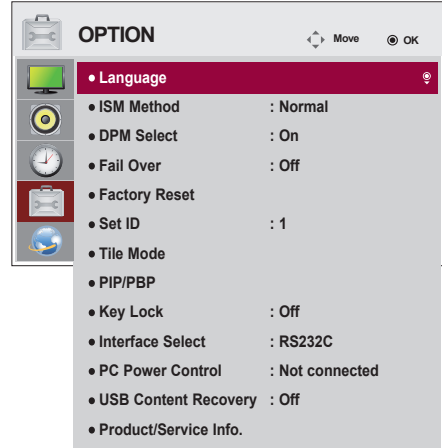 OPTION Move OK
• Language
• ISM Method : Normal
• DPM Select : On
• Fail Over : Off
• Factory Reset
• Set ID : 1
• Tile Mode
• PIP/PBP
• Key Lock : Off
• Interface Select : RS232C
• PC Power Control : Not connected
• USB Content Recovery : Off
• Product/Service Info.